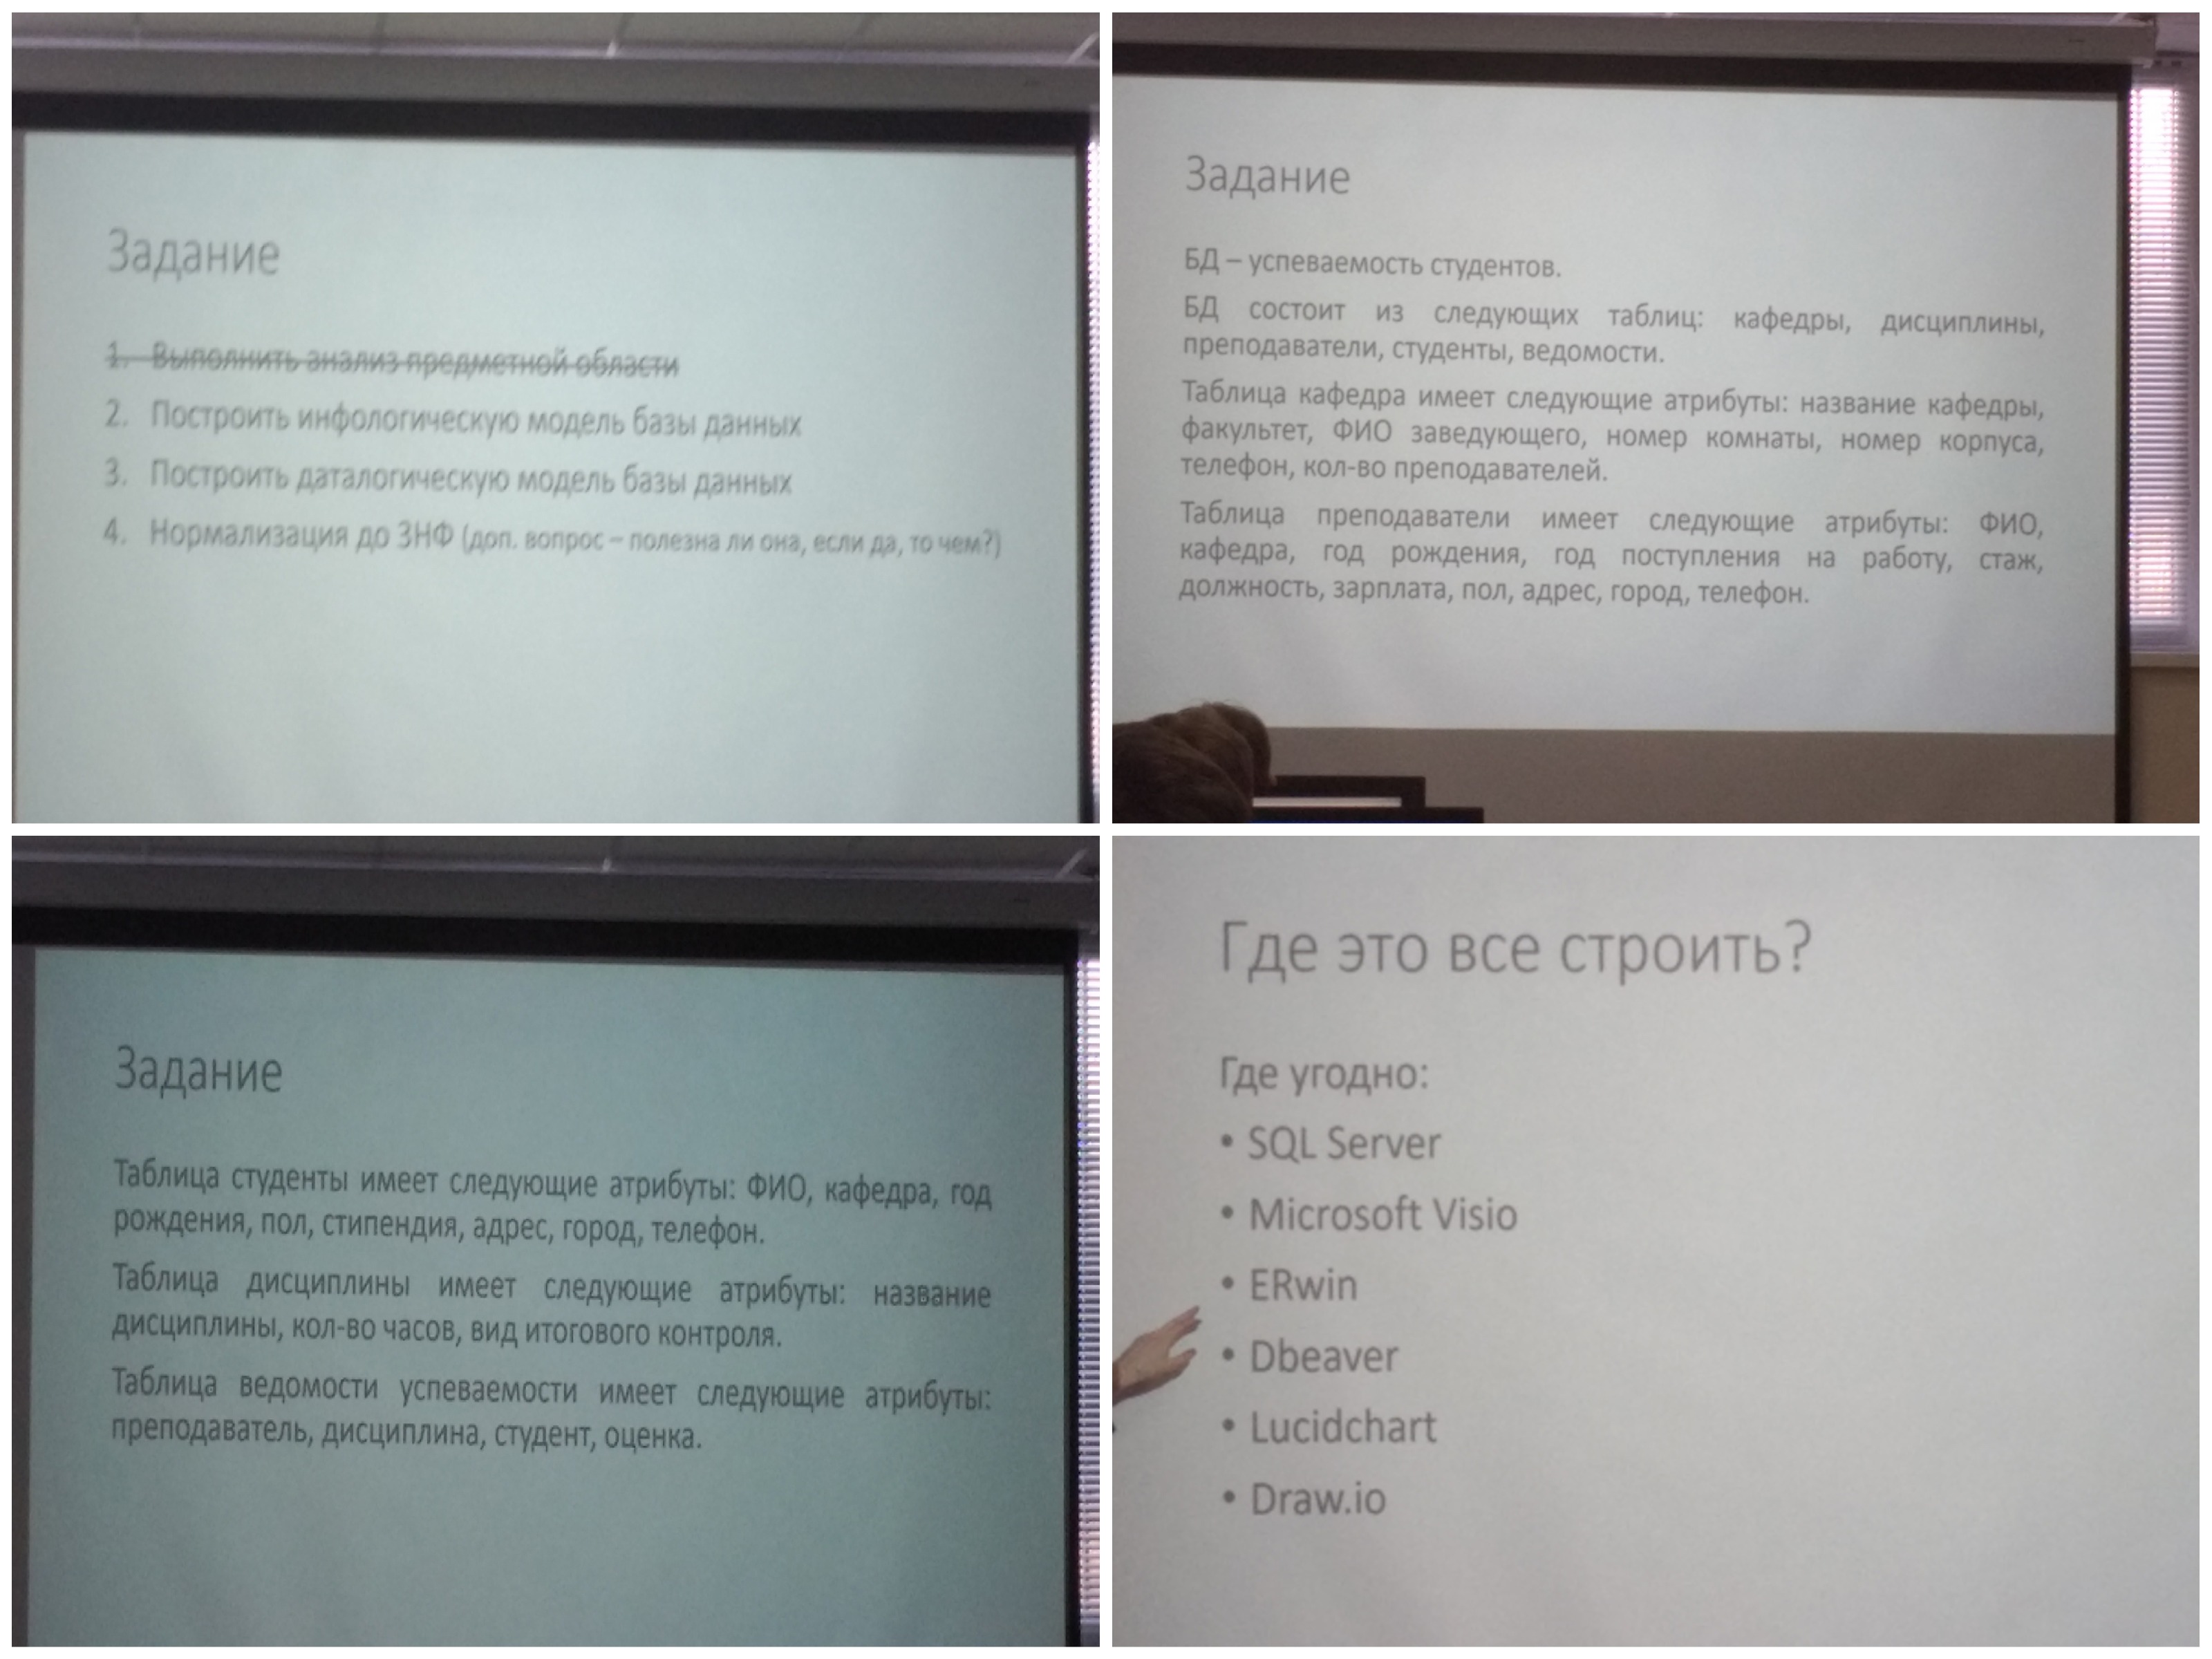 Задание
1. Выполнить анализ предметной области
2. Построить инфологическую модель базы данных
3. Построить даталогическую модель базы данных
4. Нормализация до 3НФ (доп. вопрос – полезна ли она, если да, то чем?)
Задание
БД – успеваемость студентов.
БД состоит из следующих таблиц: кафедры, дисциплины,
преподаватели, студенты, ведомости.
Таблица кафедра имеет следующие атрибуты: название кафедры,
факультет, ФИО заведующего, номер комнаты, номер корпуса,
телефон, кол-во преподавателей.
Таблица преподаватели имеет следующие атрибуты: ФИО,
кафедра, год рождения, год поступления на работу, стаж,
должность, зарплата, пол, адрес, город, телефон.
Задание
Таблица студенты имеет следующие атрибуты: ФИО, кафедра, год
рождения, пол, стипендия, адрес, город, телефон.
Таблица дисциплины имеет следующие атрибуты: название
дисциплины, кол-во часов, вид итогового контроля.
Таблица ведомости успеваемости имеет следующие атрибуты:
преподаватель, дисциплина, студент, оценка.
Где это все строить?
Где угодно:
• SQL Server
• Microsoft Visio
• ERwin
• Dbeaver
• Lucidchart
• Draw.io